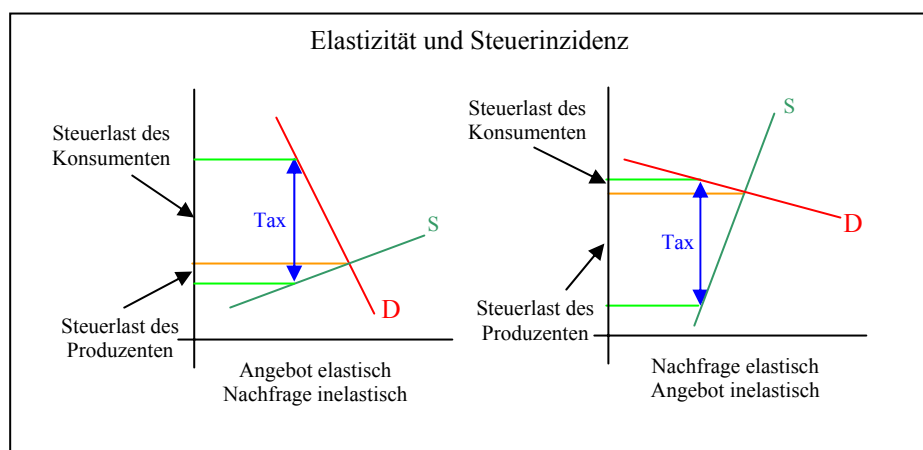 Elastizität und Steuerinzidenz
Steuerlast des
Konsumenten
Tax
S
D
Steuerlast des
Produzenten
Angebot elastisch
Nachfrage inelastisch
Steuerlast des
Konsumenten
S
Tax
D
Steuerlast des
Produzenten
Nachfrage elastisch
Angebot inelastisch